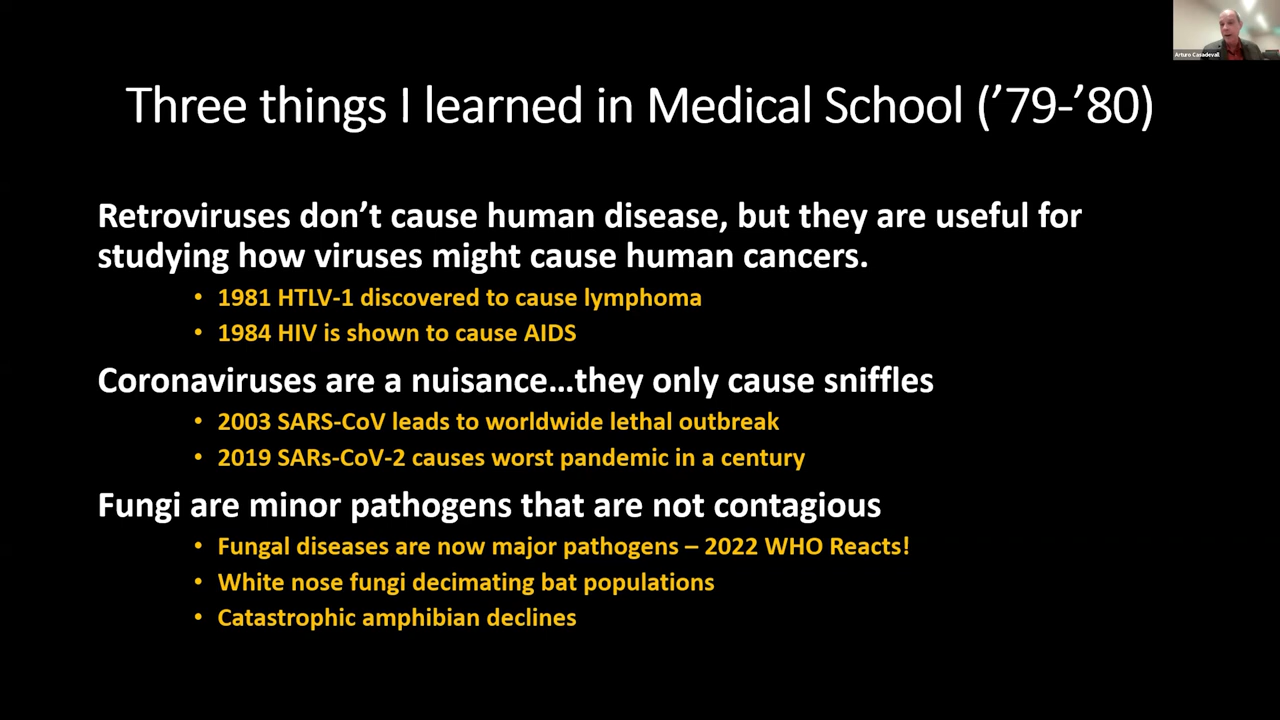 Arturo Casadevall
Three things I learned in Medical School (’79-’80)
Retroviruses don’t cause human disease, but they are useful for
studying how viruses might cause human cancers.
• 1981 HTLV-1 discovered to cause lymphoma
• 1984 HIV is shown to cause AIDS
Coronaviruses are a nuisance…they only cause sniffles
• 2003 SARS-CoV leads to worldwide lethal outbreak
• 2019 SARs-CoV-2 causes worst pandemic in a century
Fungi are minor pathogens that are not contagious
• Fungal diseases are now major pathogens – 2022 WHO Reacts!
• White nose fungi decimating bat populations
• Catastrophic amphibian declines